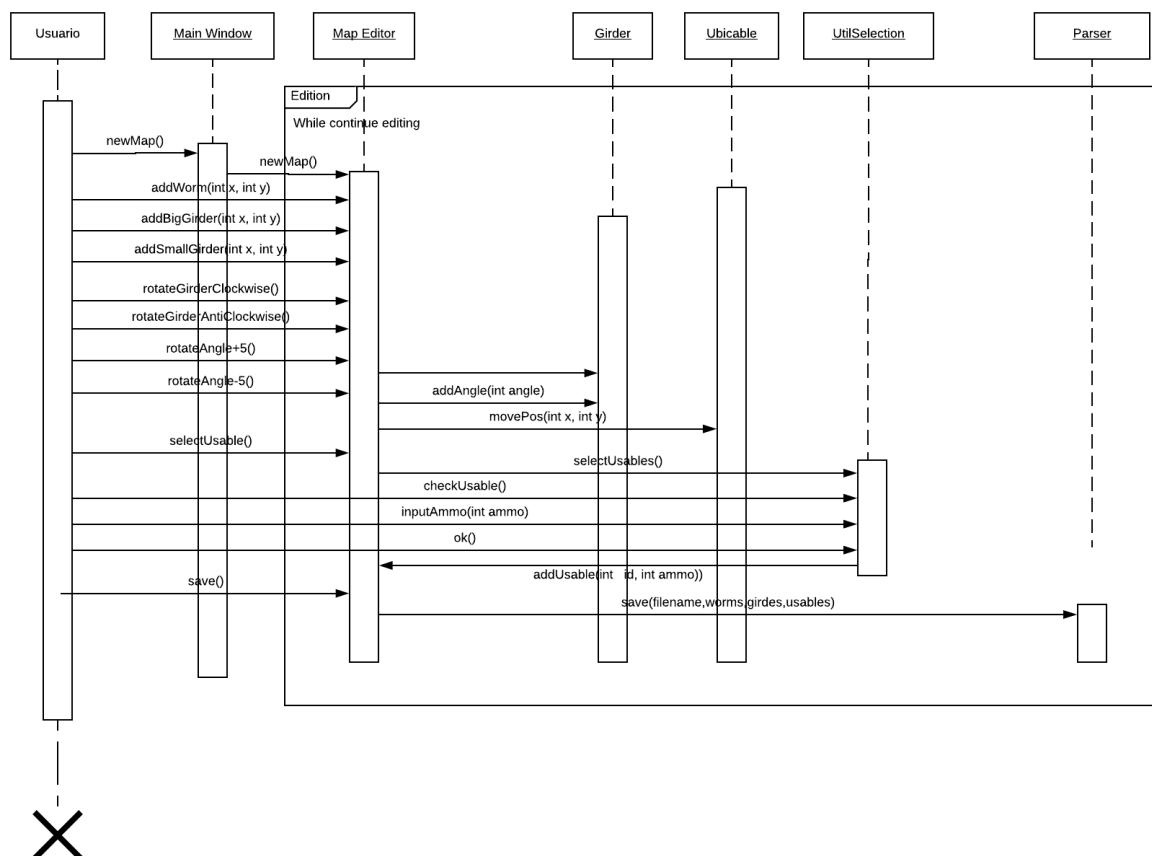 Usuario
Main Window
Map Editor
Girder
Ubicable
UtilSelection
Parser
Edition
While continue editing
newMap()
newMap()
addWorm(int x, int y)
addBigGirder(int x, int y)
addSmallGirder(int x, int y)
rotateGirderClockwise()
rotateGirderAntiClockwise()
rotateAngle+5()
rotateAngle-5()
addAngle(int angle)
movePos(int x, int y)
selectUsable()
selectUsables()
checkUsable()
inputAmmo(int ammo)
ok()
addUsable(int id, int ammo))
save()
save(filename,worms,girdes,usables)